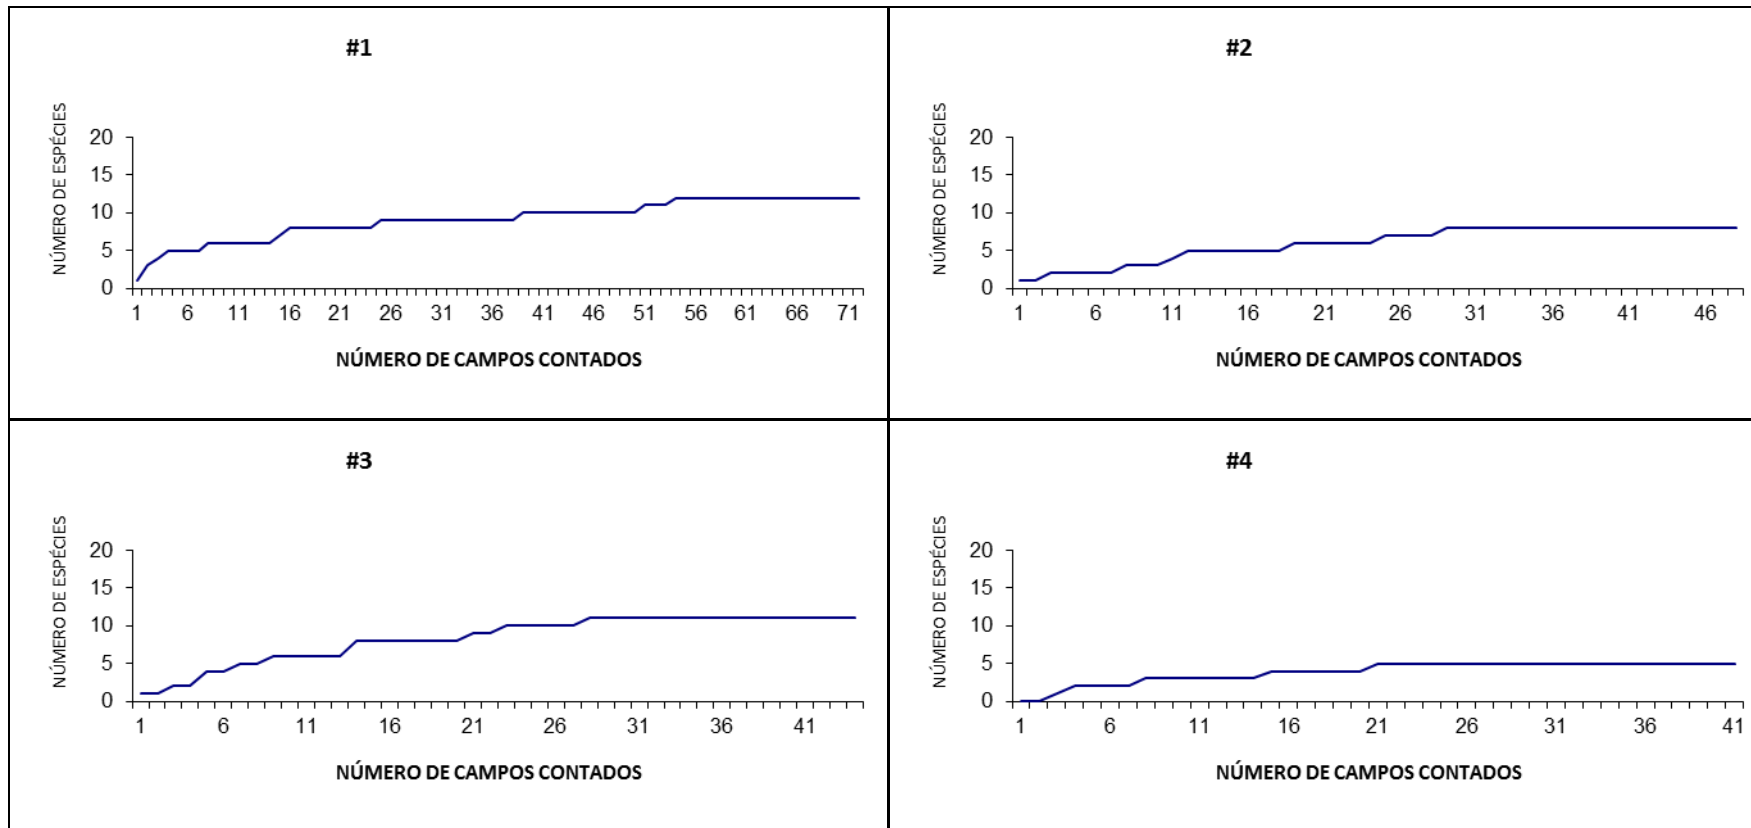 #1
NÚMERO DE ESPÉCIES
20
15
10
5
0
1 6 11 16 21 26 31 36 41 46 51 56 61 66 71
NÚMERO DE CAMPOS CONTADOS
#2
NÚMERO DE ESPÉCIES
20
15
10
5
0
1 6 11 16 21 26 31 36 41 46
NÚMERO DE CAMPOS CONTADOS
#3
NÚMERO DE ESPÉCIES
20
15
10
5
0
1 6 11 16 21 26 31 36 41
NÚMERO DE CAMPOS CONTADOS
#4
NÚMERO DE ESPÉCIES
20
15
10
5
0
1 6 11 16 21 26 31 36 41
NÚMERO DE CAMPOS CONTADOS